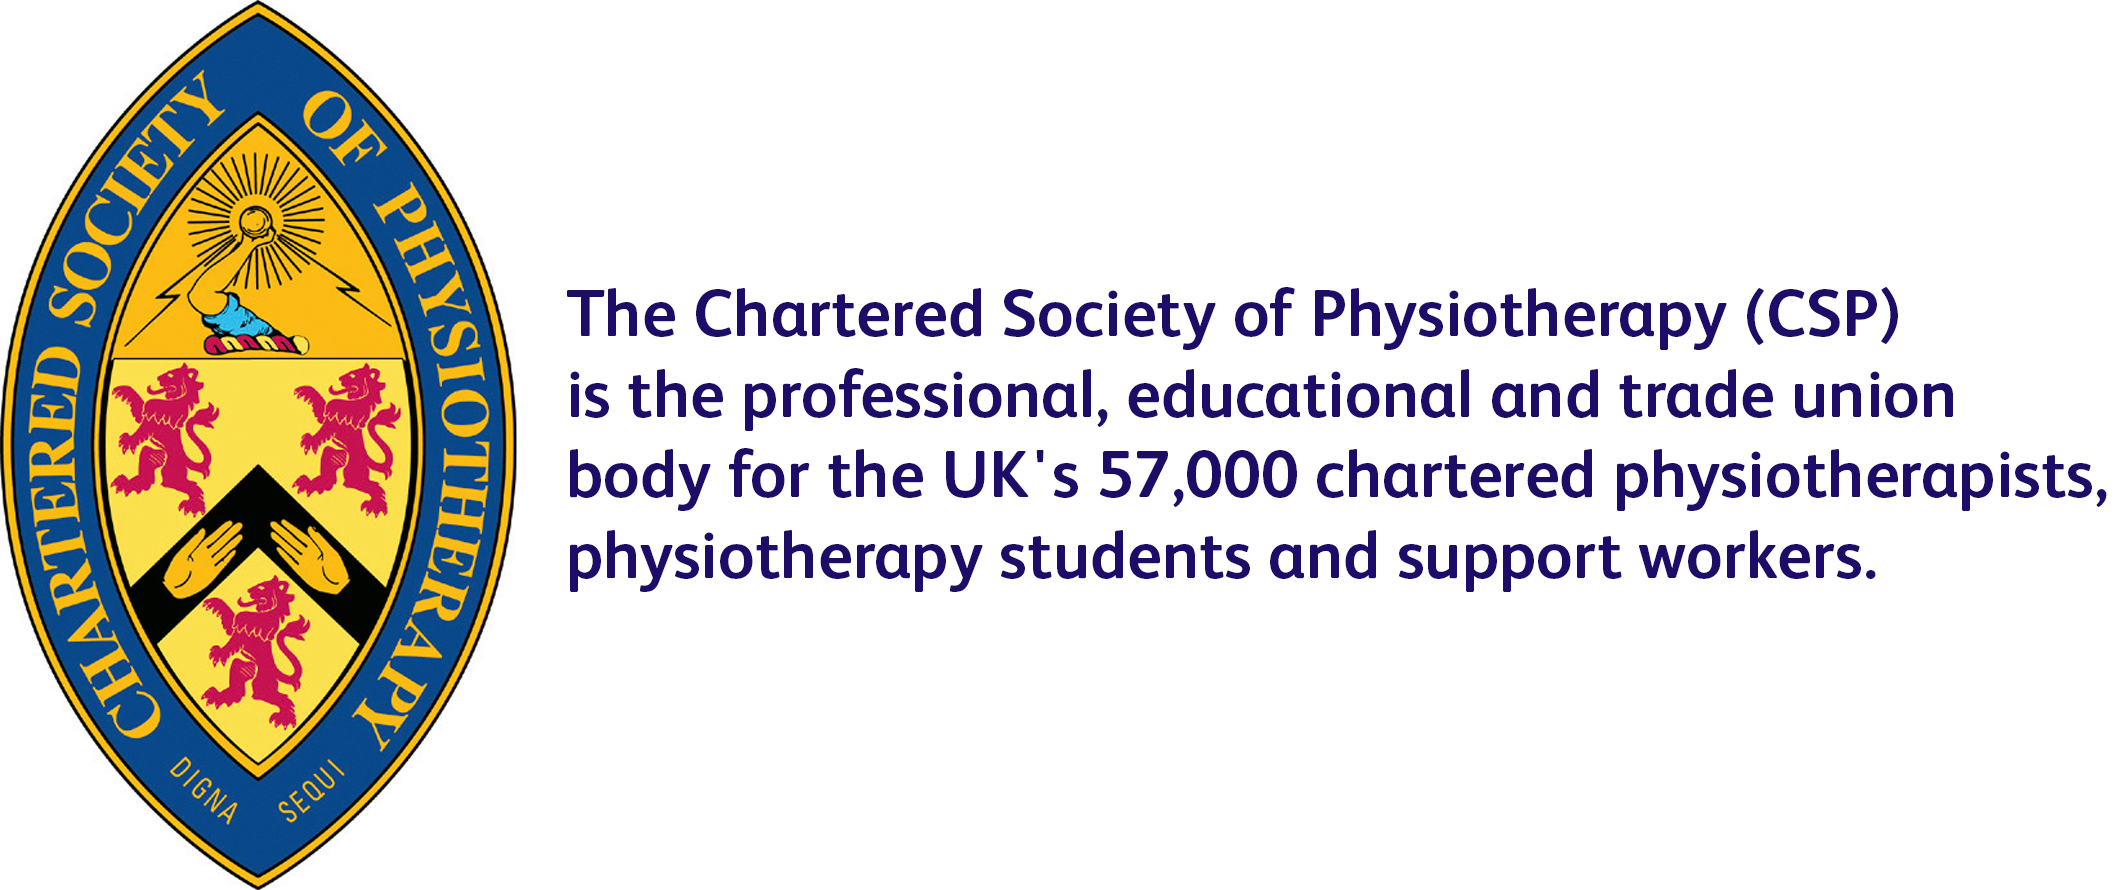 CHARTERED SOCIETY OF PHYSIOTHERAPY
DIGNA SEQUI
The Chartered Society of Physiotherapy (CSP)
is the professional, educational and trade union
body for the UK's 57,000 chartered physiotherapists,
physiotherapy students and support workers.